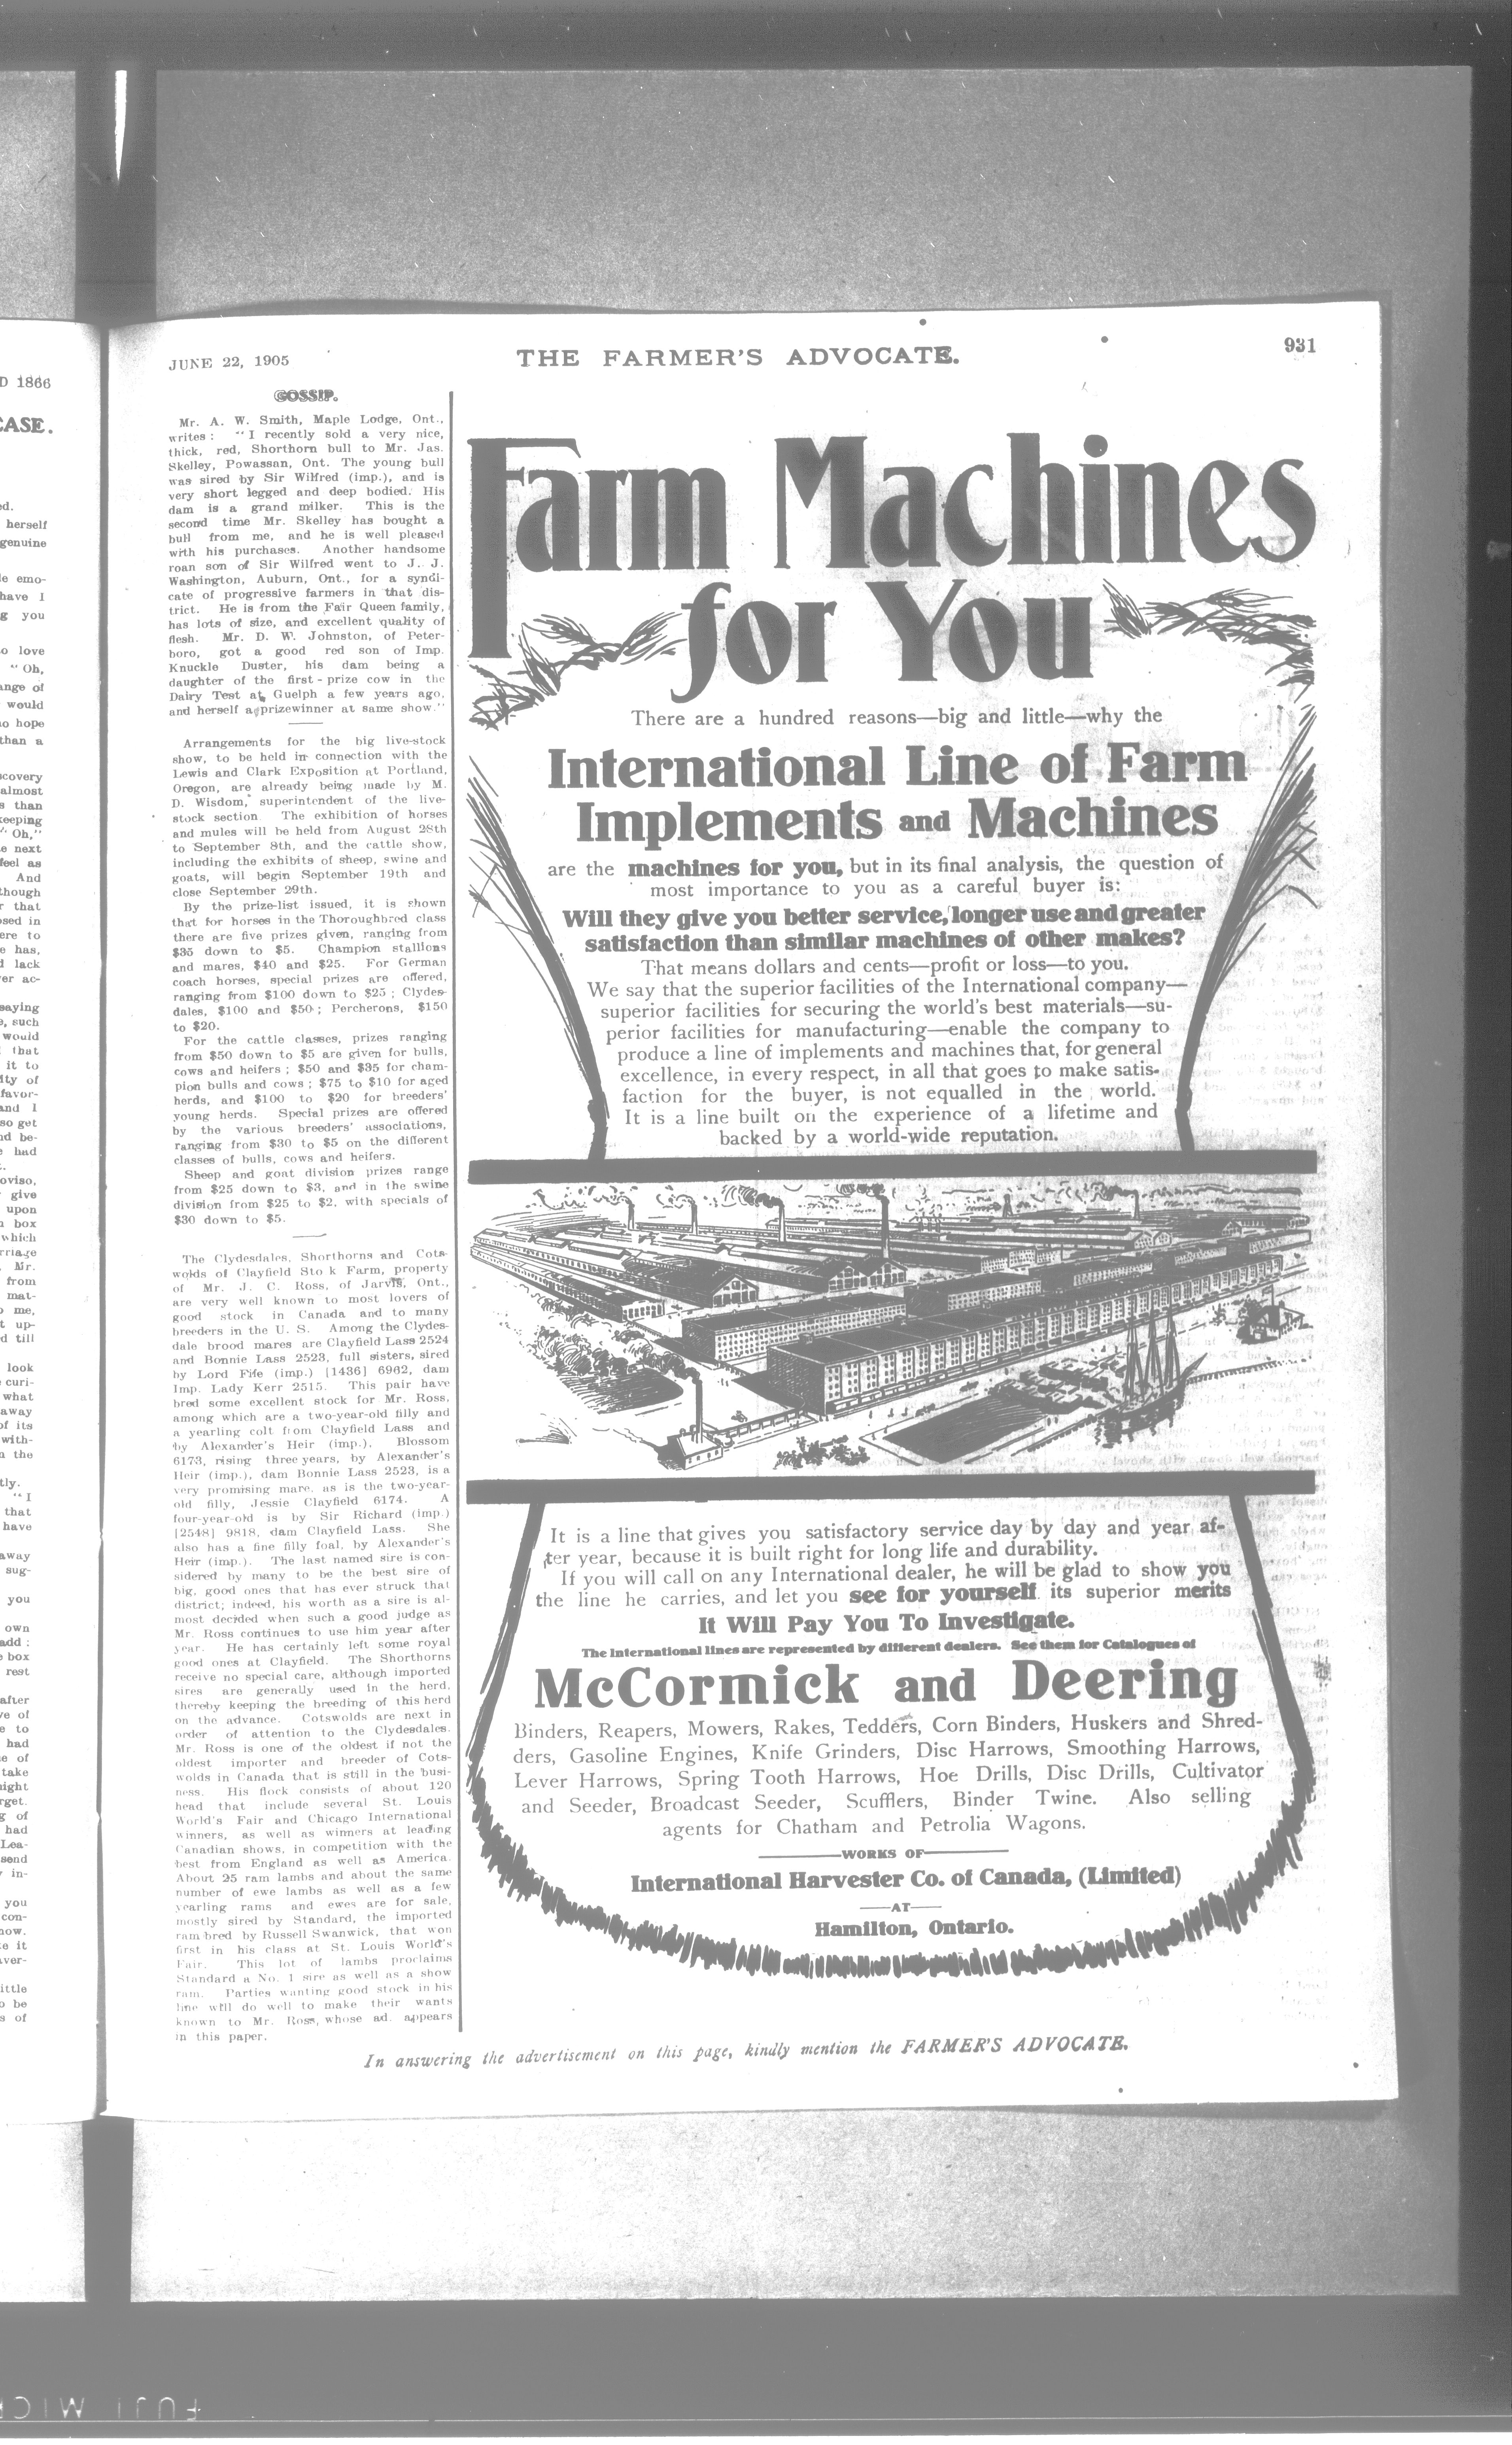 JUNE 22, 1905
THE FARMER'S ADVOCATE.
931
GOSSIP.
Mr. A. W. Smith, Maple Lodge, Ont.,
writes : "I recently sold a very nice,
thick, red, Shorthorn bull to Mr. Jas.
Skelley, Powassan, Ont. The young bull
was sired by Sir Wilfred (imp.), and is
very short legged and deep bodied. His
dam is a grand milker. This is the
second time Mr. Skelley has bought a
bull from me, and he is well pleased
with his purchases. Another handsome
roan son of Sir Wilfred went to J. J.
Washington, Auburn, Ont., for a syndi-
cate of progressive farmers in that dis-
trict. He is from the Fair Queen family,
has lots of size, and excellent quality of
flesh. Mr. D. W. Johnston, of Peter-
boro, got a good red son of Imp.
Knuckle Duster, his dam being a
daughter of the first-prize cow in the
Dairy Test at Guelph a few years ago,
and herself a prizewinner at same show."
Arrangements for the big live-stock
show, to be held in connection with the
Lewis and Clark Exposition at Portland,
Oregon, are already being made by M.
D. Wisdom, superintendent of the live-
stock section The exhibition of horses
and mules will be held from August 28th
to September 8th, and the cattle show,
including the exhibits of sheep, swine and
goats, will begin September 19th and
close September 29th.
By the prize-list issued, it is shown
that for horses in the Thoroughbred class
there are five prizes given, ranging from
$35 down to $5. Champion stallions
and mares, $40 and $25. For German
coach horses, special prizes are offered,
ranging from $100 down to $25 ; Clydes-
dales, $100 and $50 ; Percherons, $150
to $20.
For the cattle classes, prizes ranging
from $50 down to $5 are given for bulls,
cows and heifers ; $50 and $35 for cham-
pion bulls and cows ; $75 to $10 for aged
herds, and $100 to $20 for breeders'
young herds. Special prizes are offered
by the various breeders' associations,
ranging from $30 to $5 on the different
classes of bulls, cows and heifers.
Sheep and goat division prizes range
from $25 down to $3, and in the swine
division from $25 to $2, with specials of
$30 down to $5.
The Clydesdales, Shorthorns and Cots-
wolds of Clayfield Sto k Farm, property
of Mr. J. C. Ross, of Jarvis, Ont.,
are very well known to most lovers of
good stock in Canada and to many
breeders in the U. S. Among the Clydes-
dale brood mares are Clayfield Lass 2524
and Bonnie Lass 2523, full sisters, sired
by Lord Fife (imp.) [1436] 6962, dam
Imp. Lady Kerr 2515. This pair have
bred some excellent stock for Mr. Ross,
among which are a two-year-old filly and
a yearling colt from Clayfield Lass and
by Alexander's Heir (imp.). Blossom
6173, rising three years, by Alexander's
Heir (imp.), dam Bonnie Lass 2523, is a
very promising mare, as is the two-year-
old filly, Jessie Clayfield 6174. A
four-year-old is by Sir Richard (imp.)
[2548] 9818, dam Clayfield Lass. She
also has a fine filly foal, by Alexander's
Heir (imp.). The last named sire is con-
sidered by many to be the best sire of
big, good ones that has ever struck that
district; indeed, his worth as a sire is al-
most decided when such a good judge as
Mr. Ross continues to use him year after
year. He has certainly left some royal
good ones at Clayfield. The Shorthorns
receive no special care, although imported
sires are generally used in the herd,
thereby keeping the breeding of this herd
on the advance. Cotswolds are next in
order of attention to the Clydesdales.
Mr. Ross is one of the oldest if not the
oldest importer and breeder of Cots-
wolds in Canada that is still in the busi-
ness. His flock consists of about 120
head that include several St. Louis
World's Fair and Chicago International
winners, as well as winners at leading
Canadian shows, in competition with the
best from England as well as America.
About 25 ram lambs and about the same
number of ewe lambs as well as a few
yearling rams and ewes are for sale,
mostly sired by Standard, the imported
ram bred by Russell Swanwick, that won
first in his class at St. Louis World's
Fair. This lot of lambs proclaims
Standard a No. 1 sire as well as a show
ram. Parties wanting good stock in his
line will do well to make their wants
known to Mr. Ross, whose ad. appears
in this paper.
Farm Machines
for You
There are a hundred reasons—big and little—why the
International Line of Farm
Implements and Machines
are the machines for you, but in its final analysis, the question of
most importance to you as a careful buyer is:
Will they give you better service, longer use and greater
satisfaction than similar machines of other makes?
That means dollars and cents—profit or loss—to you.
We say that the superior facilities of the International company—
superior facilities for securing the world's best materials—su-
perior facilities for manufacturing—enable the company to
produce a line of implements and machines that, for general
excellence, in every respect, in all that goes to make satis-
faction for the buyer, is not equalled in the world.
It is a line built on the experience of a lifetime and
backed by a world-wide reputation.
It is a line that gives you satisfactory service day by day and year af-
ter year, because it is built right for long life and durability.
If you will call on any International dealer, he will be glad to show you
the line he carries, and let you see for yourself its superior merits
It Will Pay You To Investigate.
The International lines are represented by different dealers. See them for Catalogues of
McCormick and Deering
Binders, Reapers, Mowers, Rakes, Tedders, Corn Binders, Huskers and Shred-
ders, Gasoline Engines, Knife Grinders, Disc Harrows, Smoothing Harrows,
Lever Harrows, Spring Tooth Harrows, Hoe Drills, Disc Drills, Cultivator
and Seeder, Broadcast Seeder, Scufflers, Binder Twine. Also selling
agents for Chatham and Petrolia Wagons.
WORKS OF
International Harvester Co. of Canada, (Limited)
AT
Hamilton, Ontario.
In answering the advertisement on this page, kindly mention the FARMER'S ADVOCATE.